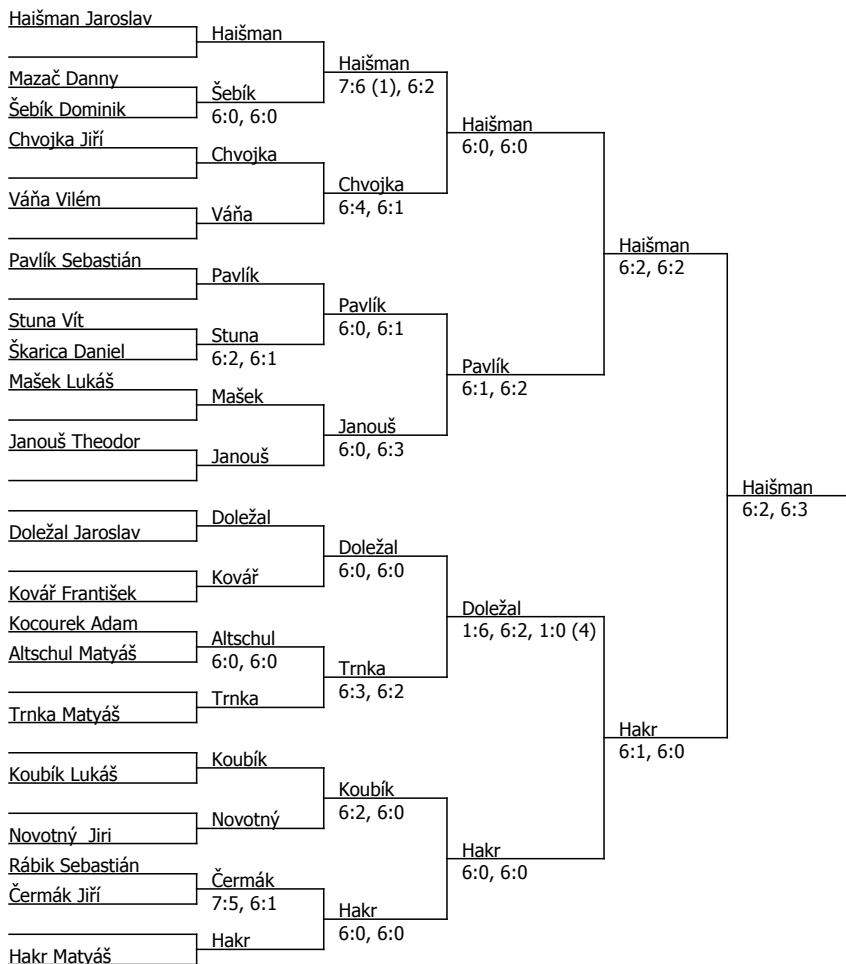 Haišman Jaroslav
Haišman
Haišman
7:6 (1), 6:2
Mazač Danny
Šebík
Šebík Dominik
6:0, 6:0
Haišman
6:0, 6:0
Chvojka Jiří
Chvojka
Chvojka
6:4, 6:1
Váňa Vilém
Váňa
Haišman
6:2, 6:2
Pavlík Sebastián
Pavlík
Pavlík
6:0, 6:1
Stuna Vít
Stuna
Škarica Daniel
6:2, 6:1
Pavlík
6:1, 6:2
Mašek Lukáš
Mašek
Janouš
6:0, 6:3
Janouš Theodor
Janouš
Haišman
6:2, 6:3
Doležal
Doležal Jaroslav
Doležal
6:0, 6:0
Kovář
Kovář František
Doležal
1:6, 6:2, 1:0 (4)
Kocourek Adam
Altschul
Altschul Matyáš
6:0, 6:0
Trnka
6:3, 6:2
Trnka
Trnka Matyáš
Hakr
6:1, 6:0
Koubík
Koubík Lukáš
Koubík
6:2, 6:0
Novotný
Novotný  Jiri
Hakr
6:0, 6:0
Rábik Sebastián
Čermák
Čermák Jiří
7:5, 6:1
Hakr
6:0, 6:0
Hakr
Hakr Matyáš